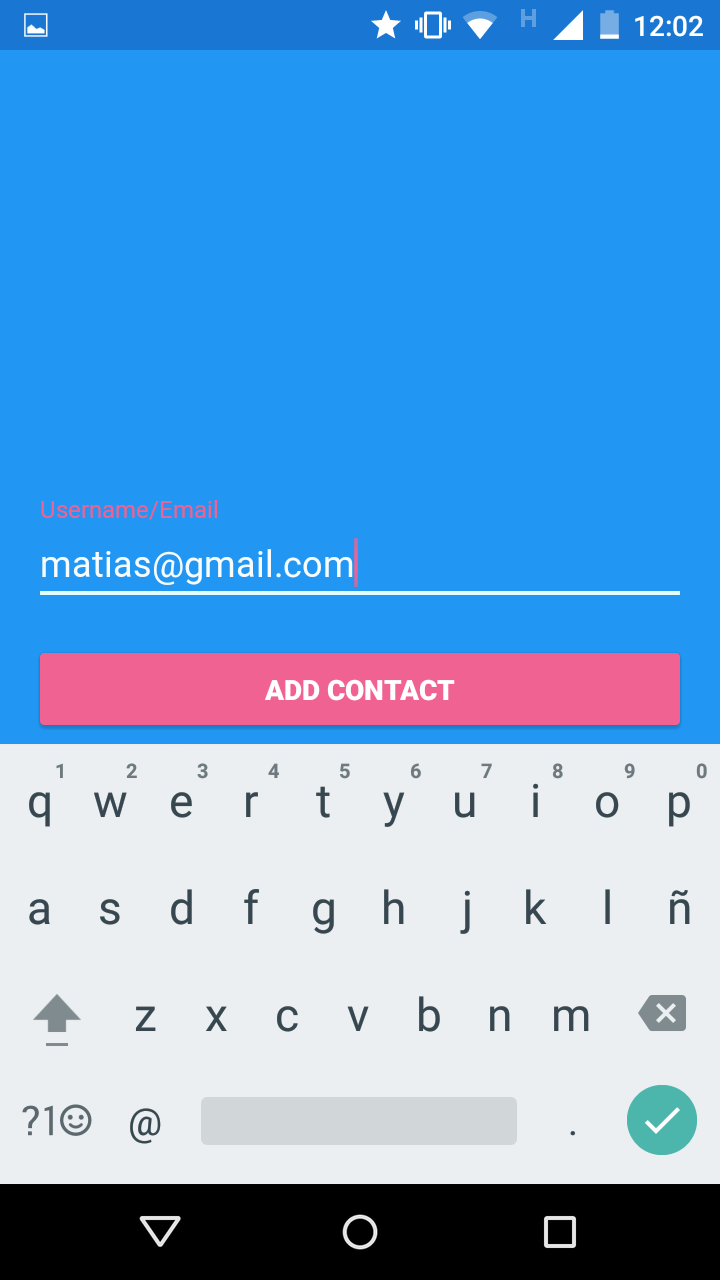 H 12:02
Username/Email
matias@gmail.com
ADD CONTACT
1 2 3 4 5 6 7 8 9 0
q w e r t y u i o p
a s d f g h j k l ñ
z x c v b n m
?1 @ .